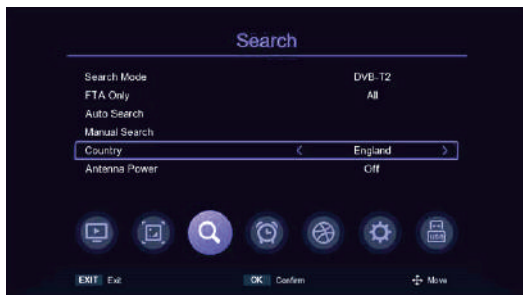 Search
Search Mode DVB-T2
FTA Only All
Auto Search
Manual Search
Country England
Antenna Power Off
USB
EXIT Exit OK Confirm Move